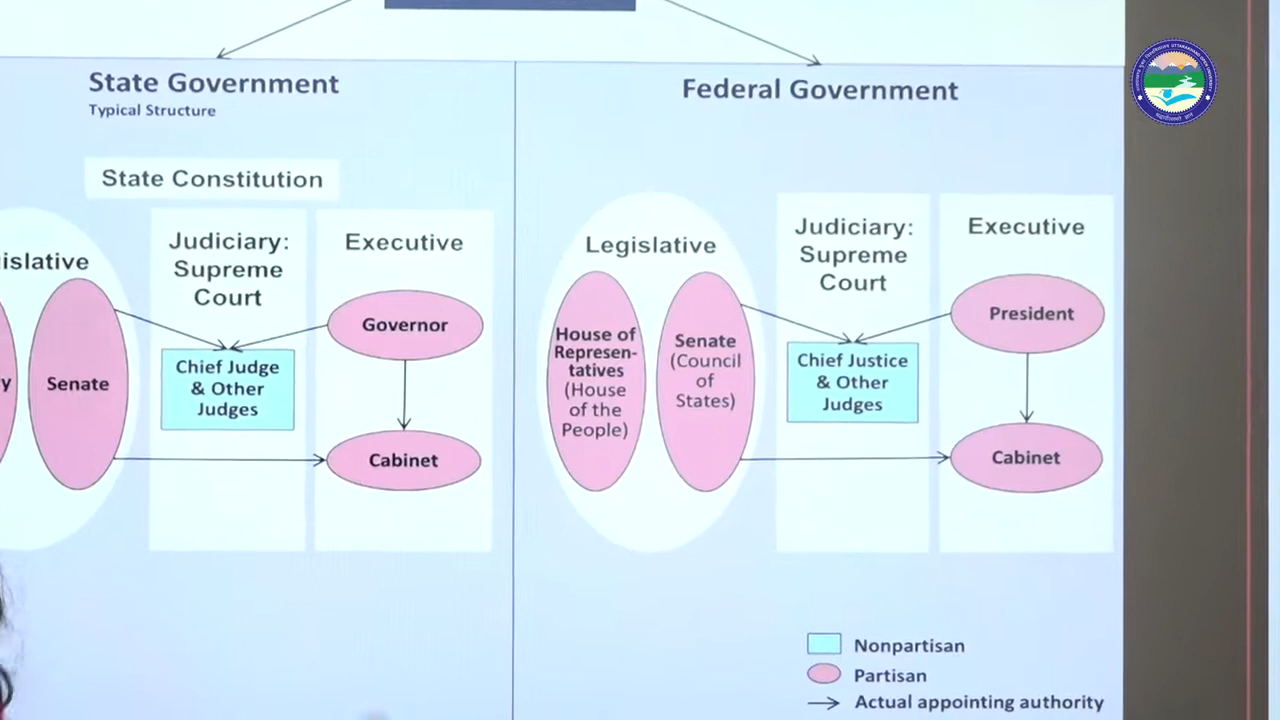 State Government
Typical Structure
State Constitution
islative
y
Senate
Judiciary:
Supreme
Court
Chief Judge
& Other
Judges
Executive
Governor
Cabinet
Federal Government
Legislative
House of
Represen-
tatives
(House
of the
People)
Senate
(Council
of
States)
Judiciary:
Supreme
Court
Chief Justice
& Other
Judges
Executive
President
Cabinet
Nonpartisan
Partisan
Actual appointing authority